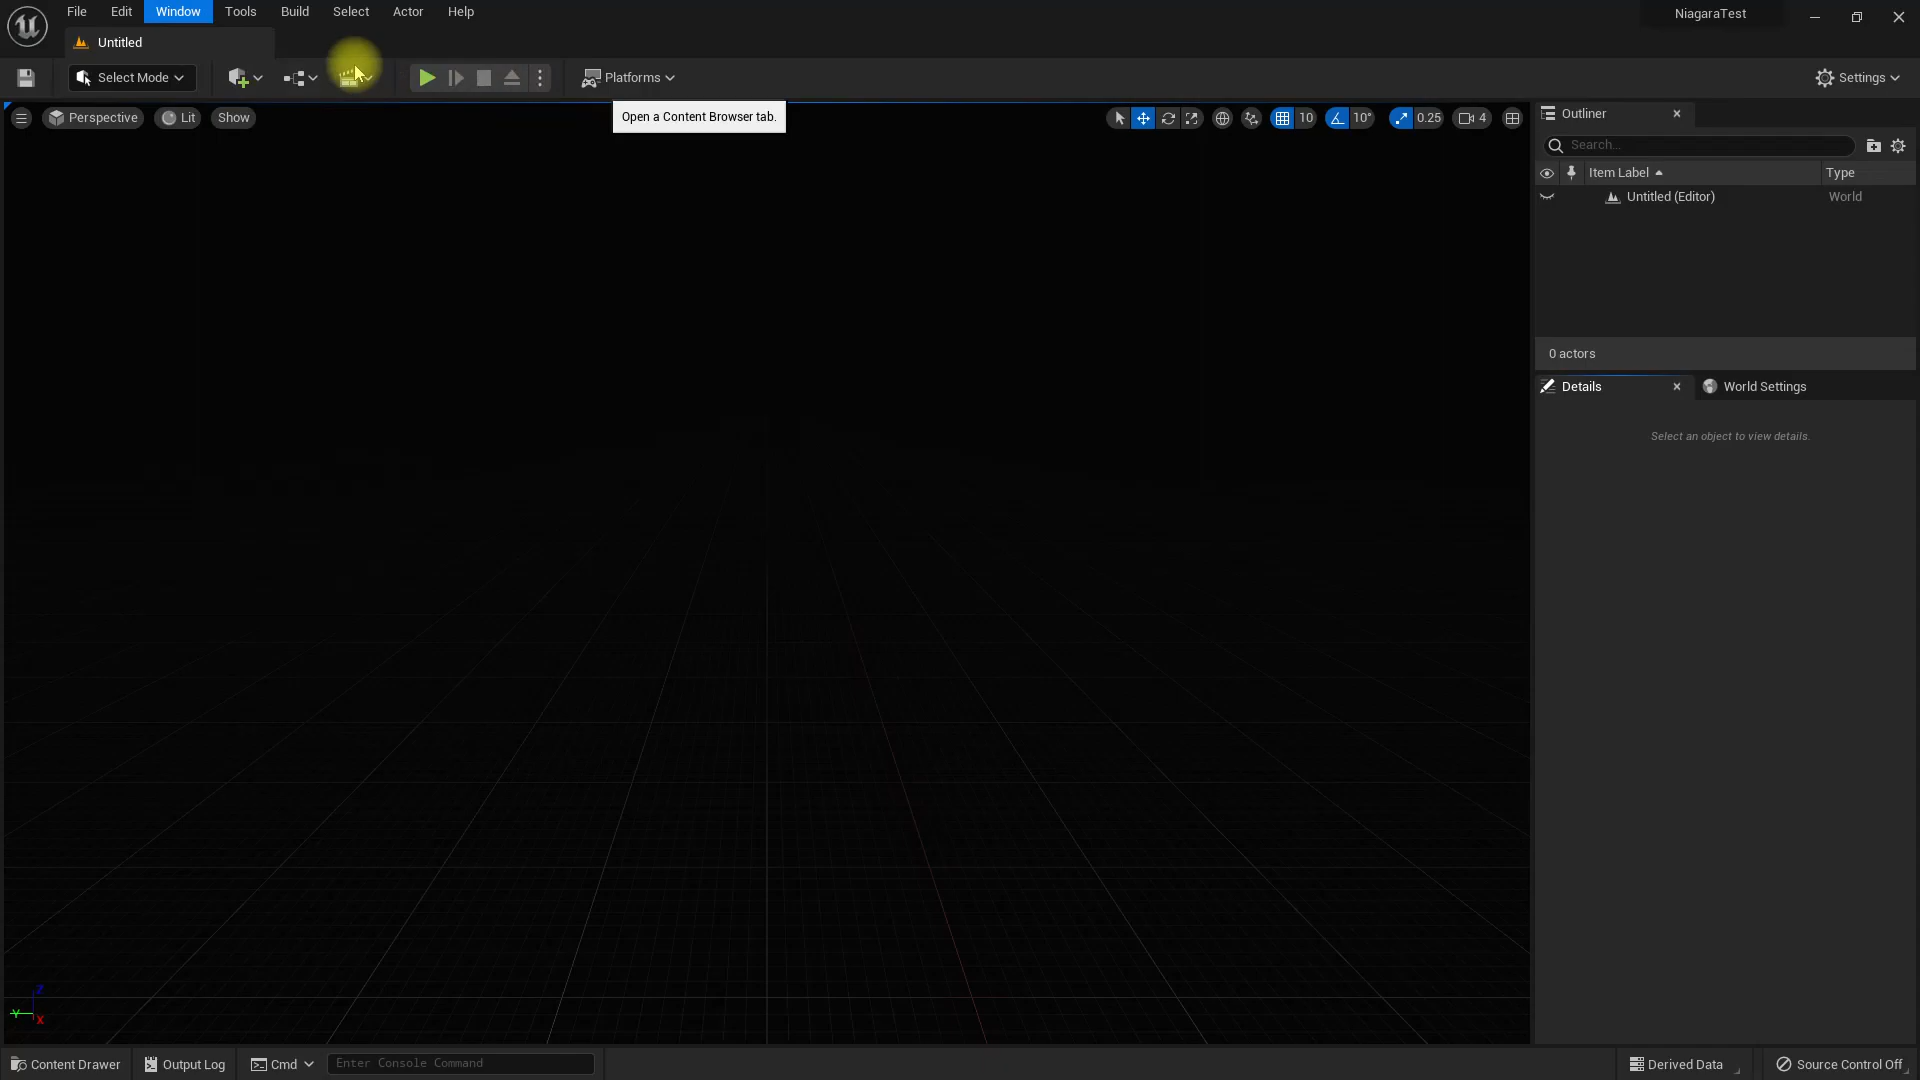 File Edit Window Tools Build Select Actor Help
NiagaraTest
Untitled
Select Mode
Platforms
Settings
Perspective Lit Show
Open a Content Browser tab.
10 10° 0.25 4
Outliner
Search...
Item Label Type
Untitled (Editor) World
0 actors
Details World Settings
Select an object to view details.
Z
Y
X
Content Drawer Output Log Cmd Enter Console Command Derived Data Source Control Off